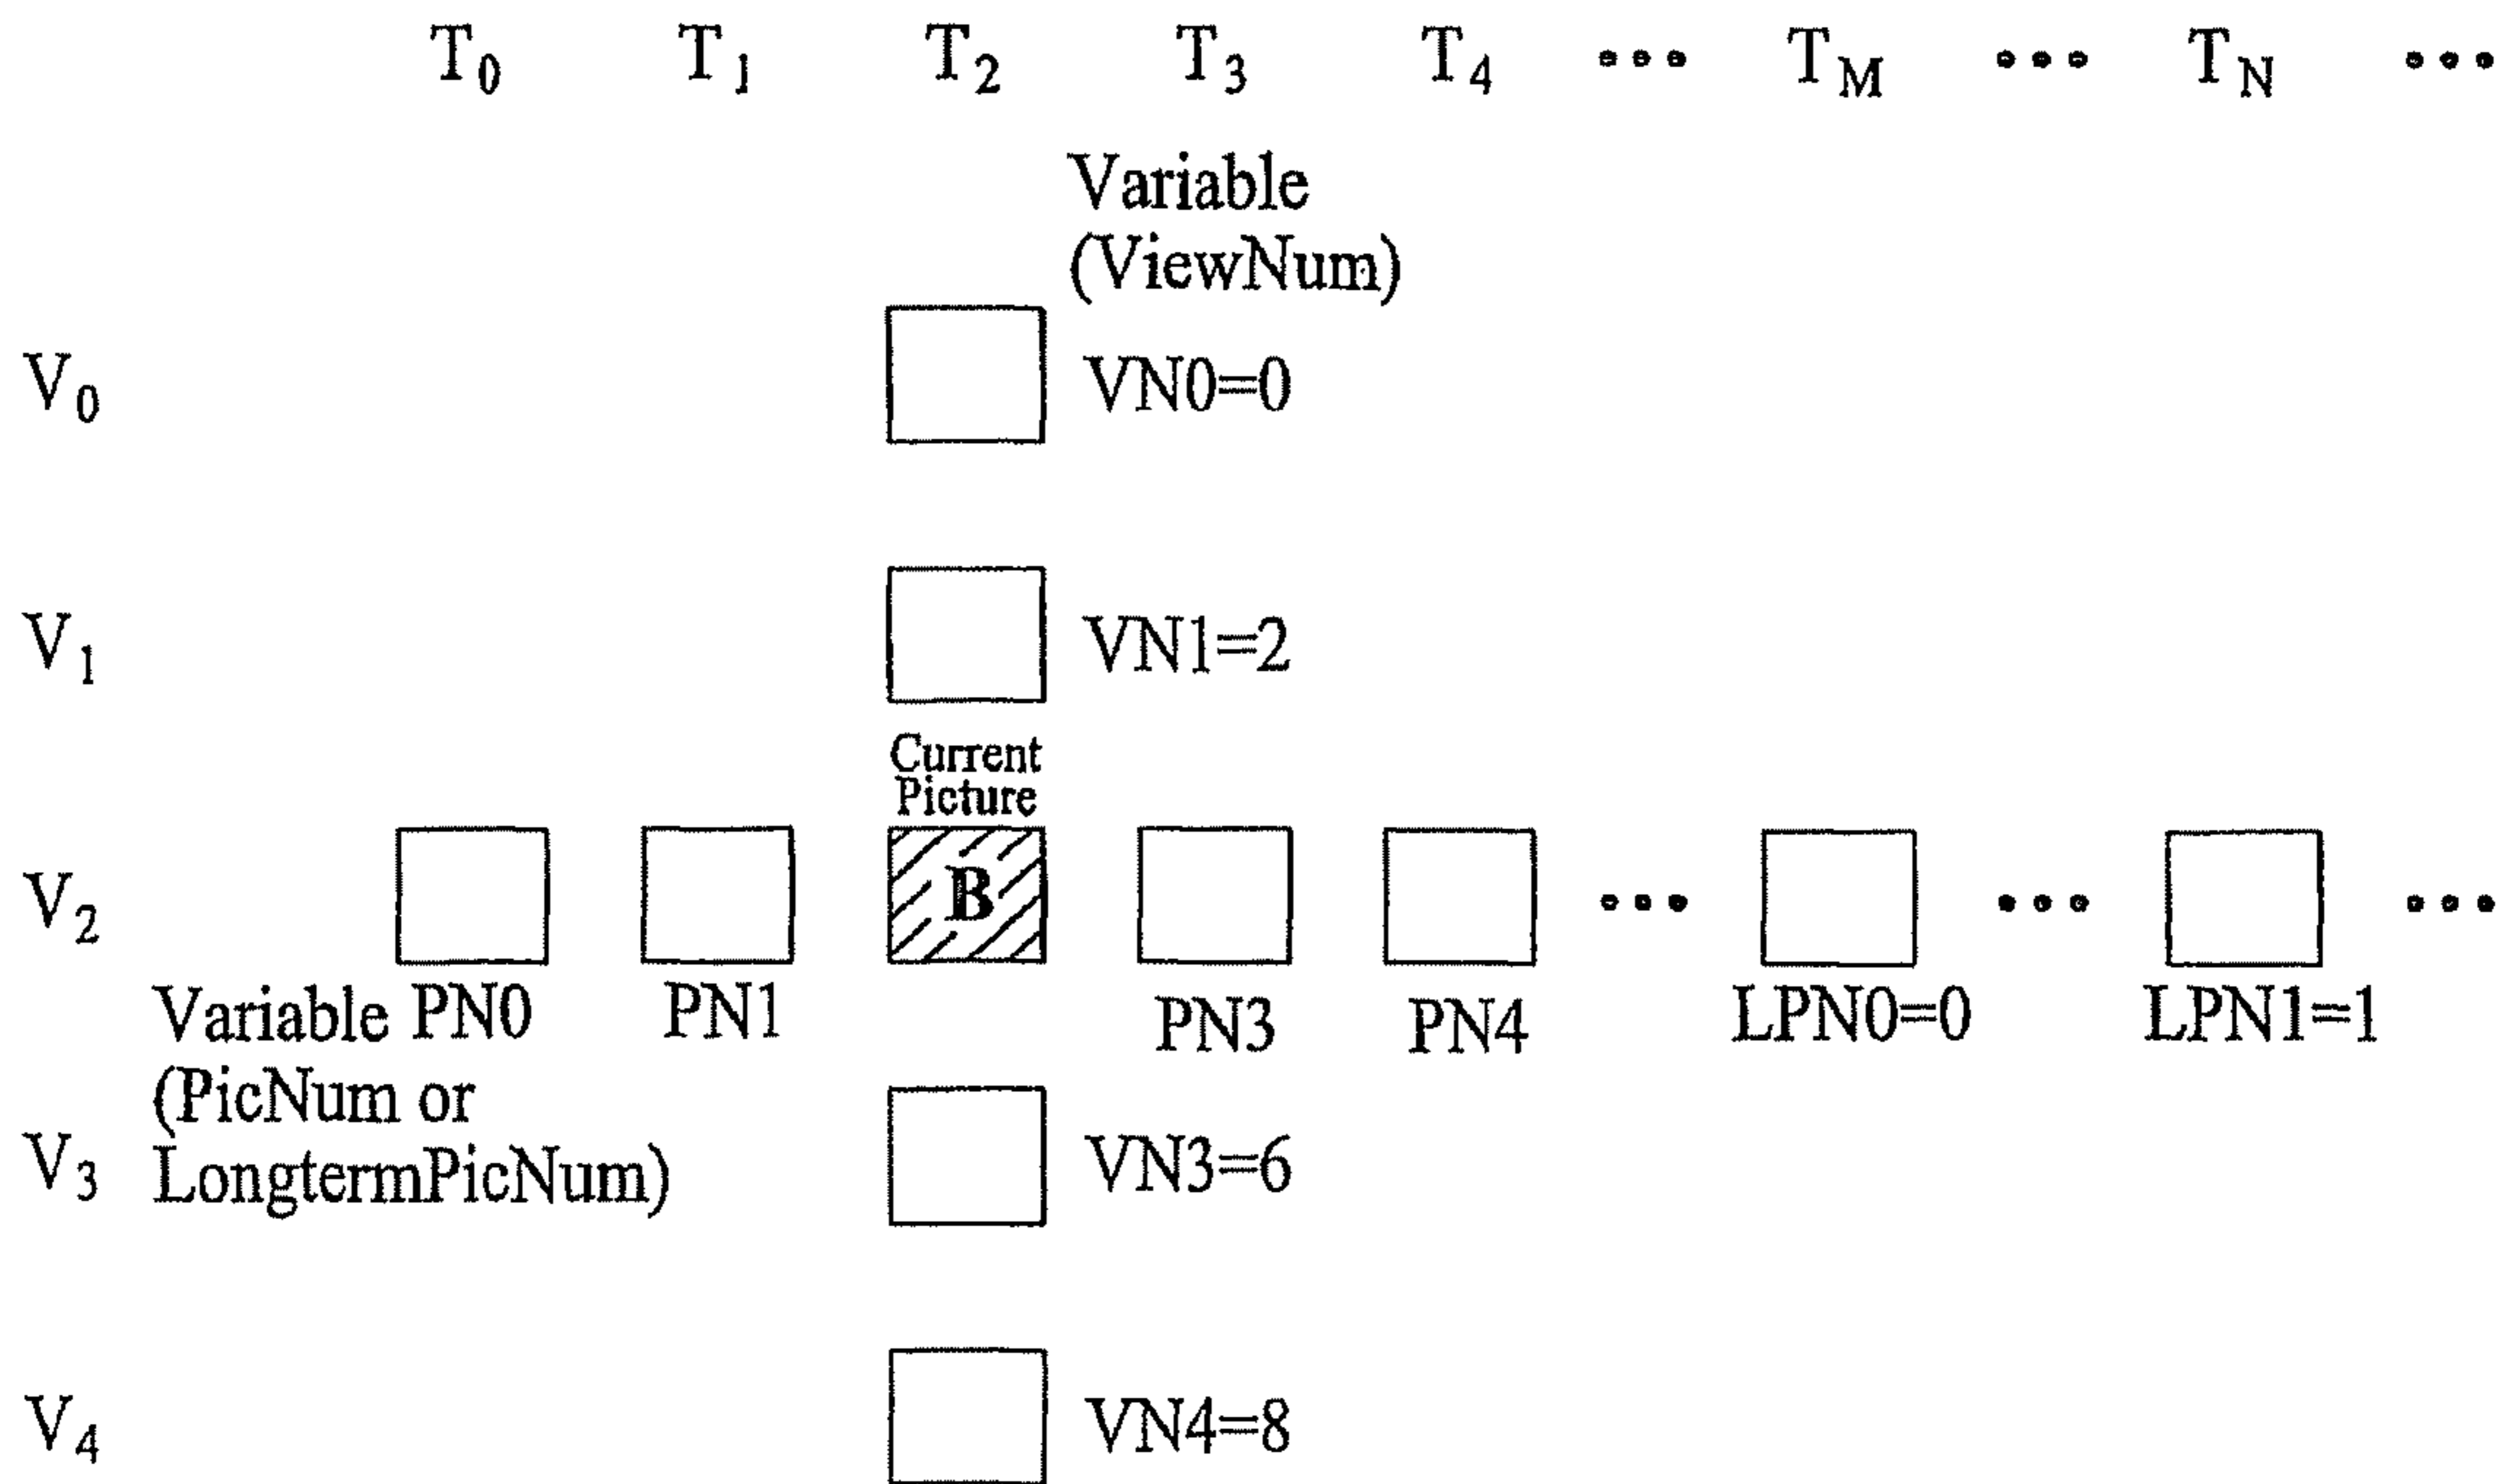 T0 T1 T2 T3 T4 ••• TM ••• TN •••
Variable
(ViewNum)
V0 VN0=0
V1 VN1=2
Current
Picture
V2 B ••• ••• •••
Variable PN0 PN1 PN3 PN4 LPN0=0 LPN1=1
(PicNum or
LongtermPicNum)
V3 VN3=6
V4 VN4=8